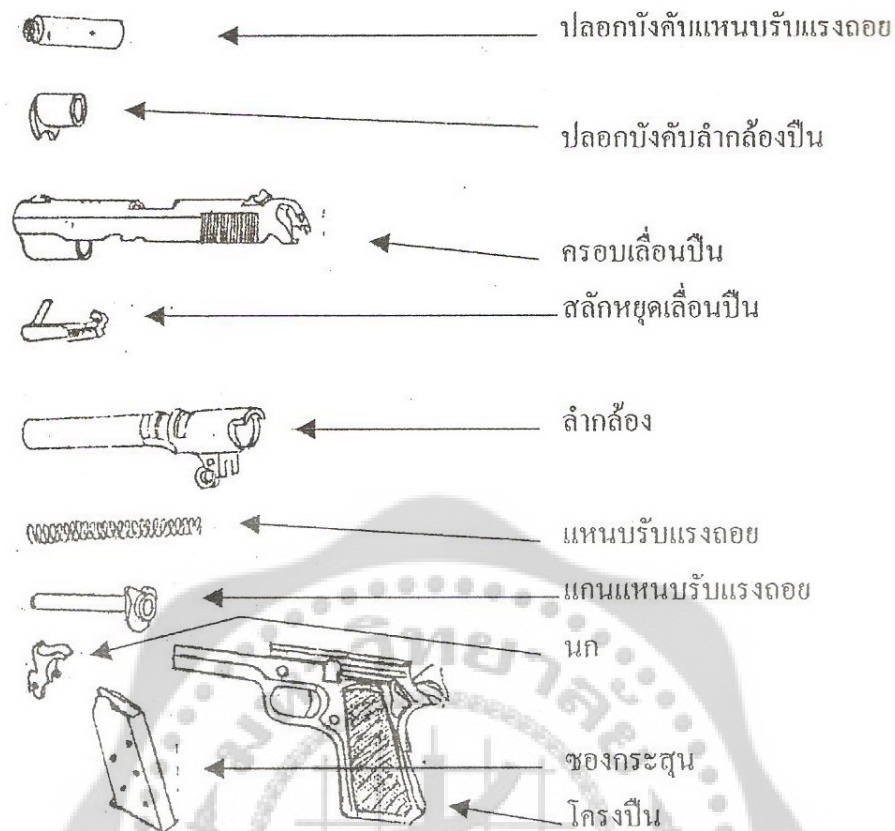 ปลอกบังคับแหนบรับแรงถอย
ปลอกบังคับลำกล้องปืน
ครอบเลื่อนปืน
สลักหยุดเลื่อนปืน
ลำกล้อง
แหนบรับแรงถอย
แกนแหนบรับแรงถอย
นก
ซองกระสุน
โครงปืน